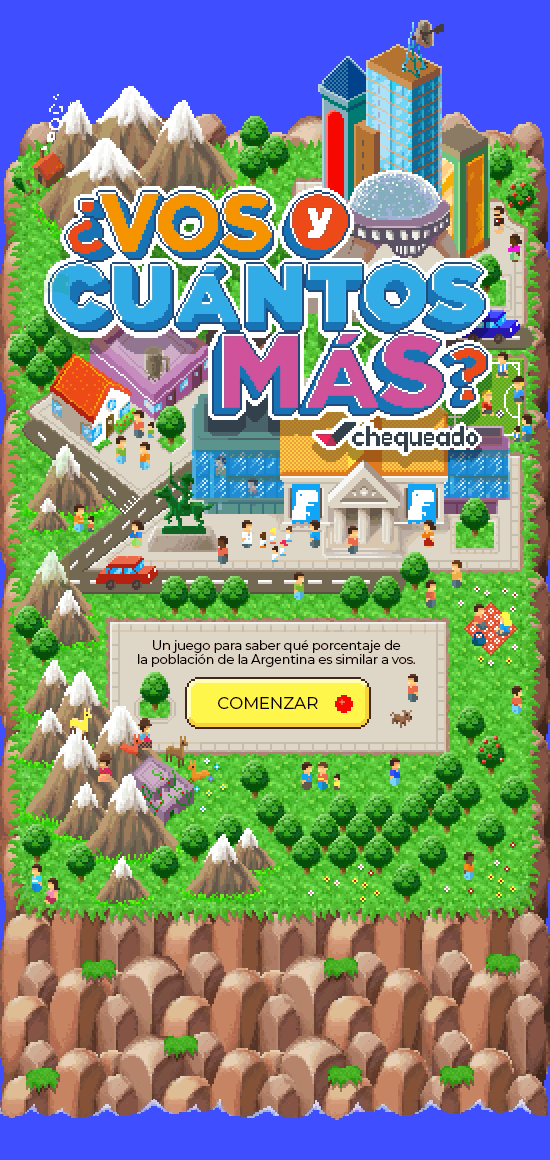 ¿VOS y
CUÁNTOS
MÁS?
chequeado
Un juego para saber qué porcentaje de
la población de la Argentina es similar a vos.
COMENZAR